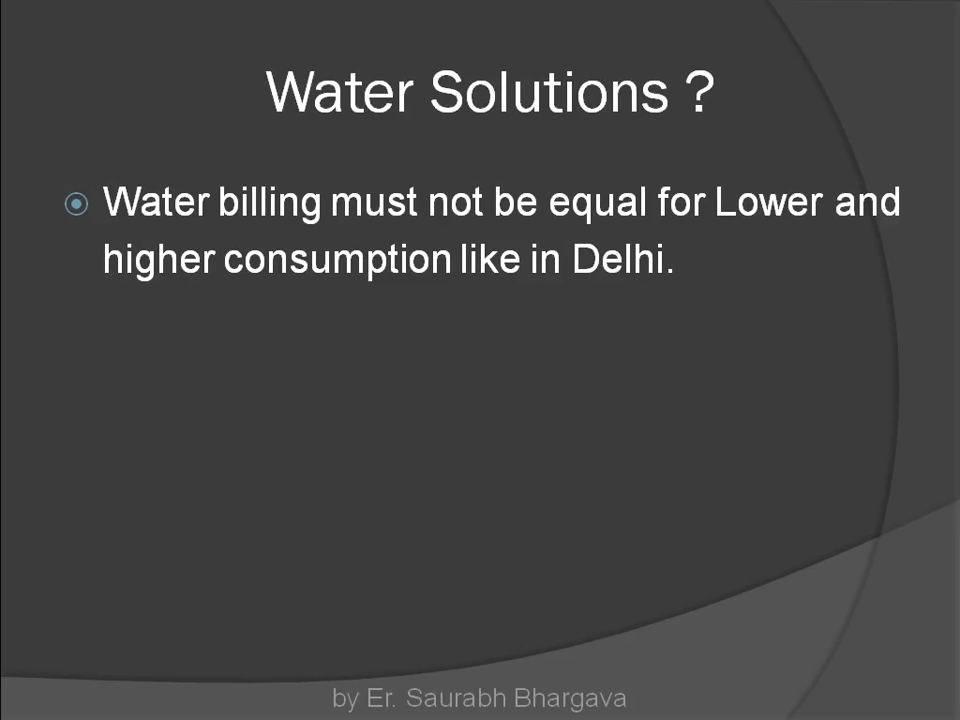 Water Solutions ?
Water billing must not be equal for Lower and
higher consumption like in Delhi.
by Er. Saurabh Bhargava